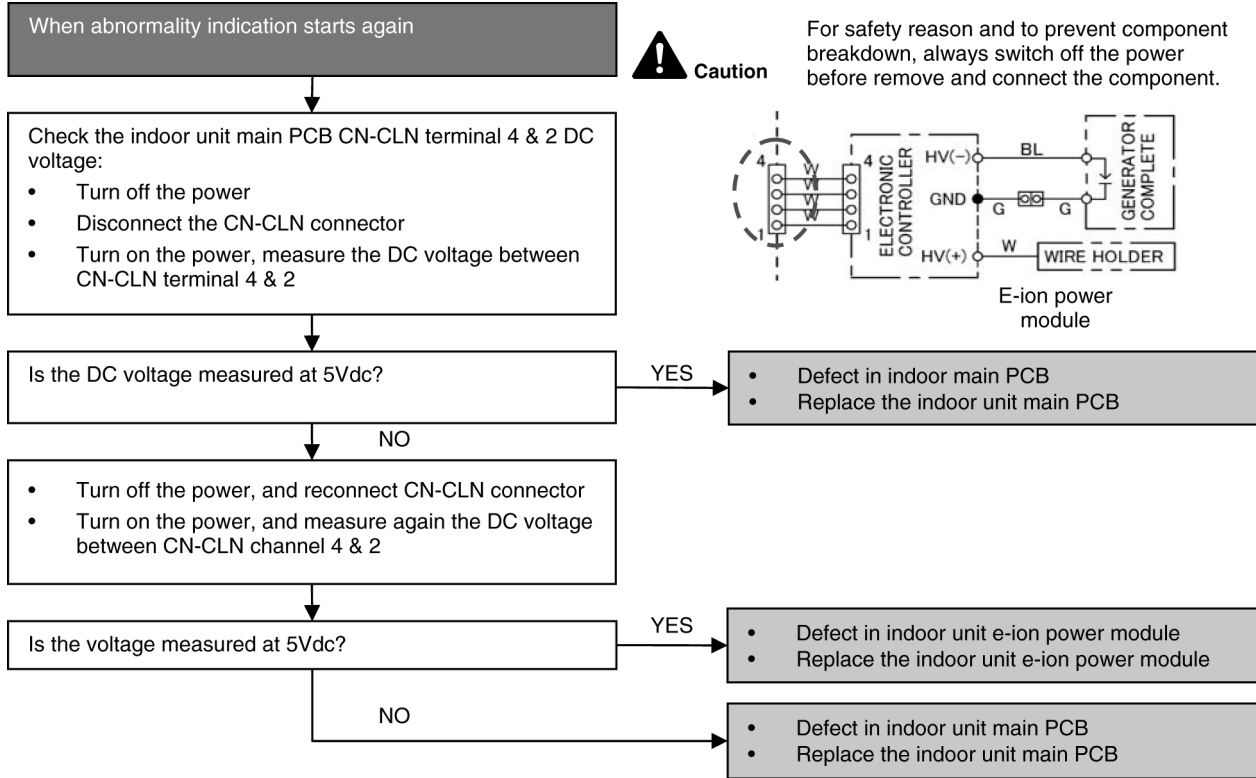 When abnormality indication starts again
Caution
For safety reason and to prevent component
breakdown, always switch off the power
before remove and connect the component.
Check the indoor unit main PCB CN-CLN terminal 4 & 2 DC
voltage:
• Turn off the power
• Disconnect the CN-CLN connector
• Turn on the power, measure the DC voltage between
CN-CLN terminal 4 & 2
4
1
W
W
W
W
4
1
ELECTRONIC
CONTROLLER
HV(-)
BL
GND
G
G
HV(+)
W
WIRE HOLDER
GENERATOR
COMPLETE
E-ion power
module
Is the DC voltage measured at 5Vdc?
YES
• Defect in indoor main PCB
• Replace the indoor unit main PCB
NO
• Turn off the power, and reconnect CN-CLN connector
• Turn on the power, and measure again the DC voltage
between CN-CLN channel 4 & 2
Is the voltage measured at 5Vdc?
YES
• Defect in indoor unit e-ion power module
• Replace the indoor unit e-ion power module
NO
• Defect in indoor unit main PCB
• Replace the indoor unit main PCB